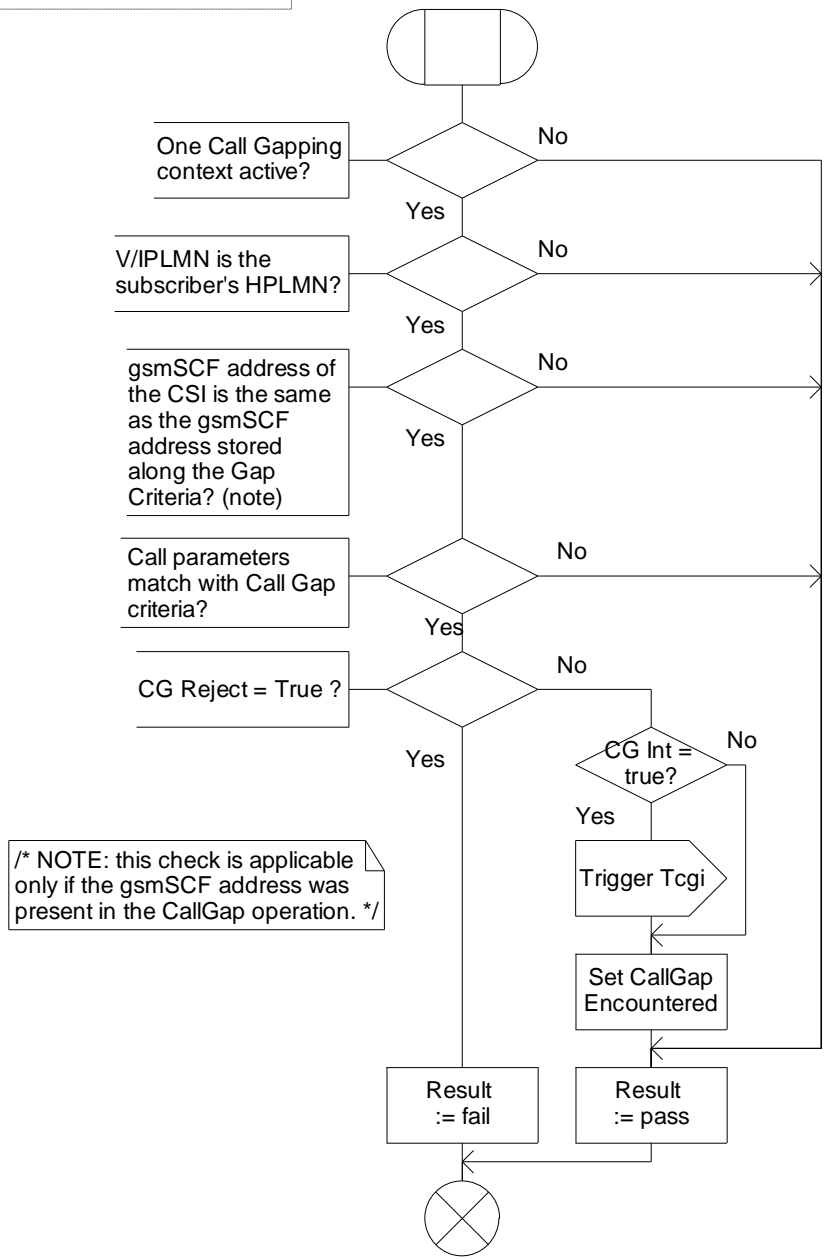 One Call Gapping
context active?
No
Yes
V/IPLMN is the
subscriber's HPLMN?
No
Yes
gsmSCF address of
the CSI is the same
as the gsmSCF
address stored
along the Gap
Criteria? (note)
No
Yes
Call parameters
match with Call Gap
criteria?
No
Yes
CG Reject = True ?
No
Yes
CG Int =
true?
No
Yes
Trigger Tcgi
/* NOTE: this check is applicable
only if the gsmSCF address was
present in the CallGap operation. */
Set CallGap
Encountered
Result
:= fail
Result
:= pass